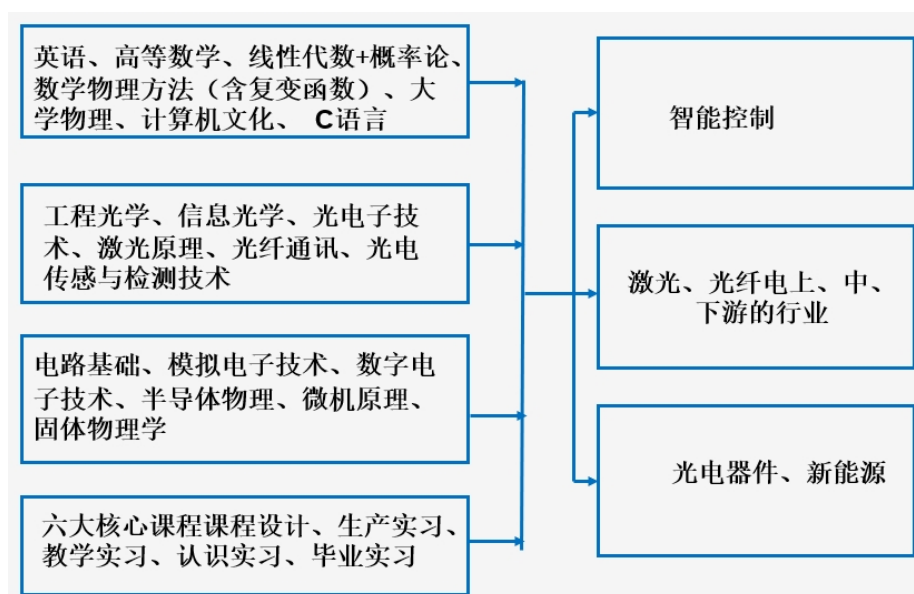 英语、高等数学、线性代数+概率论、
数学物理方法（含复变函数）、大
学物理、计算机文化、 C语言
工程光学、信息光学、光电子技
术、激光原理、光纤通讯、光电
传感与检测技术
电路基础、模拟电子技术、数字电
子技术、半导体物理、微机原理、
固体物理学
六大核心课程课程设计、生产实习、
教学实习、认识实习、毕业实习
智能控制
激光、光纤电上、中、
下游的行业
光电器件、新能源